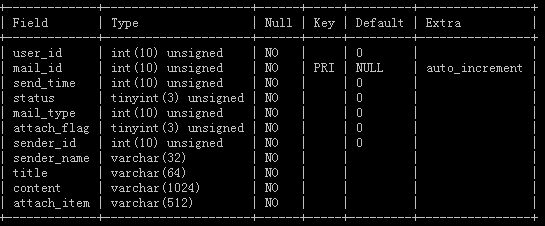 +-------------+---------------------+------+-----+---------+----------------+
| Field       | Type                | Null | Key | Default | Extra          |
+-------------+---------------------+------+-----+---------+----------------+
| user_id     | int(10) unsigned    | NO   |     | 0       |                |
| mail_id     | int(10) unsigned    | NO   | PRI | NULL    | auto_increment |
| send_time   | int(10) unsigned    | NO   |     | 0       |                |
| status      | tinyint(3) unsigned | NO   |     | 0       |                |
| mail_type   | int(10) unsigned    | NO   |     | 0       |                |
| attach_flag | tinyint(3) unsigned | NO   |     | 0       |                |
| sender_id   | int(10) unsigned    | NO   |     | 0       |                |
| sender_name | varchar(32)         | NO   |     |         |                |
| title       | varchar(64)         | NO   |     |         |                |
| content     | varchar(1024)       | NO   |     |         |                |
| attach_item | varchar(512)        | NO   |     |         |                |
+-------------+---------------------+------+-----+---------+----------------+